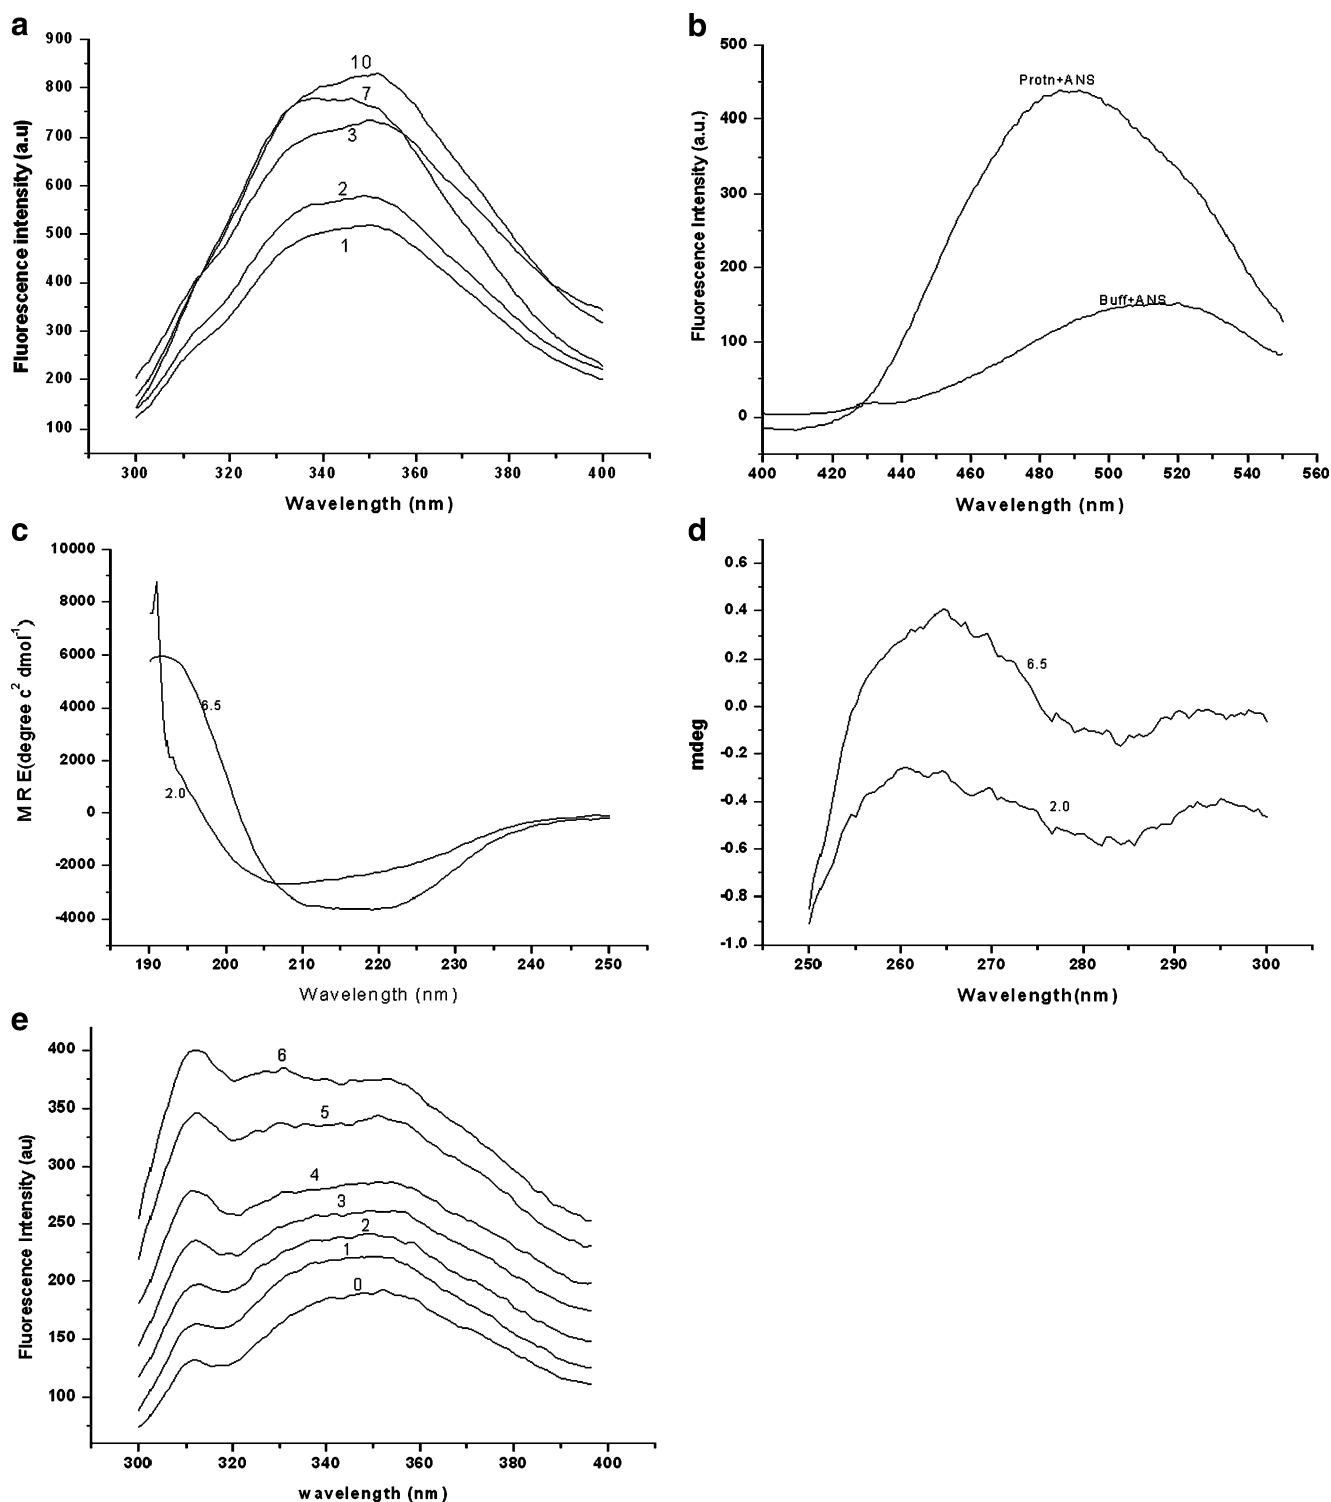 a
900
800
700
600
500
400
300
200
100
Fluorescence intensity (a.u)
10
7
3
2
1
300 320 340 360 380 400
Wavelength (nm)
b
500
400
300
200
100
0
Fluorescence Intensity (a.u.)
Protn+ANS
Buff+ANS
400 420 440 460 480 500 520 540 560
Wavelength (nm)
c
10000
8000
6000
4000
2000
0
-2000
-4000
MRE(degree c² dmol⁻¹)
6.5
2.0
190 200 210 220 230 240 250
Wavelength (nm)
d
0.6
0.4
0.2
0.0
-0.2
-0.4
-0.6
-0.8
-1.0
mdeg
6.5
2.0
250 260 270 280 290 300
Wavelength(nm)
e
400
350
300
250
200
150
100
Fluorescence Intensity (au)
6
5
4
3
2
1
0
300 320 340 360 380 400
wavelength (nm)